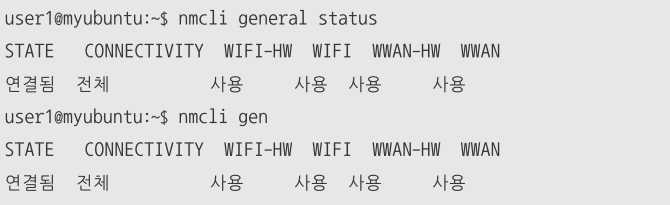 user1@myubuntu:~$ nmcli general status
STATE CONNECTIVITY WIFI-HW WIFI WWAN-HW WWAN
연결됨 전체 사용 사용 사용 사용
user1@myubuntu:~$ nmcli gen
STATE CONNECTIVITY WIFI-HW WIFI WWAN-HW WWAN
연결됨 전체 사용 사용 사용 사용